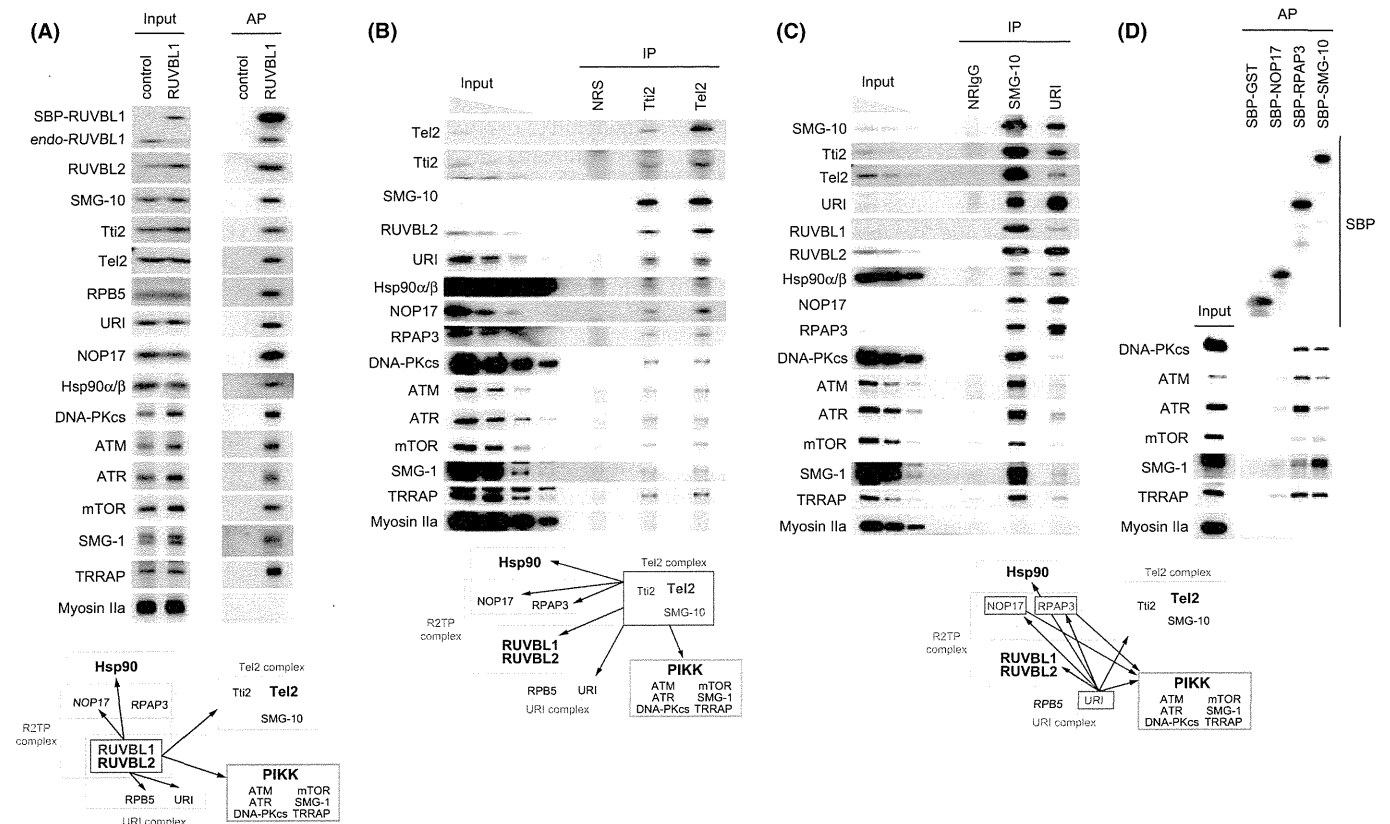 (A)
Input
AP
control
RUVBL1
control
RUVBL1
SBP-RUVBL1
endo-RUVBL1
RUVBL2
SMG-10
Tti2
Tel2
RPB5
URI
NOP17
Hsp90α/β
DNA-PKcs
ATM
ATR
mTOR
SMG-1
TRRAP
Myosin IIa
Hsp90
NOP17
RPAP3
R2TP
complex
RUVBL1
RUVBL2
RPB5
URI
URI complex
Tel2 complex
Tti2
Tel2
SMG-10
PIKK
ATM
mTOR
ATR
SMG-1
DNA-PKcs
TRRAP
(B)
Input
IP
NRS
Tti2
Tel2
Tel2
Tti2
SMG-10
RUVBL2
URI
Hsp90α/β
NOP17
RPAP3
DNA-PKcs
ATM
ATR
mTOR
SMG-1
TRRAP
Myosin IIa
Hsp90
NOP17
RPAP3
R2TP
complex
RUVBL1
RUVBL2
RPB5
URI
URI complex
Tel2 complex
Tti2
Tel2
SMG-10
PIKK
ATM
mTOR
ATR
SMG-1
DNA-PKcs
TRRAP
(C)
Input
IP
NRIgG
SMG-10
URI
SMG-10
Tti2
Tel2
URI
RUVBL1
RUVBL2
Hsp90α/β
NOP17
RPAP3
DNA-PKcs
ATM
ATR
mTOR
SMG-1
TRRAP
Myosin IIa
Hsp90
NOP17
RPAP3
R2TP
complex
RUVBL1
RUVBL2
RPB5
URI
URI complex
Tel2 complex
Tti2
Tel2
SMG-10
PIKK
ATM
mTOR
ATR
SMG-1
DNA-PKcs
TRRAP
(D)
AP
SBP-GST
SBP-NOP17
SBP-RPAP3
SBP-SMG-10
SBP
Input
DNA-PKcs
ATM
ATR
mTOR
SMG-1
TRRAP
Myosin IIa